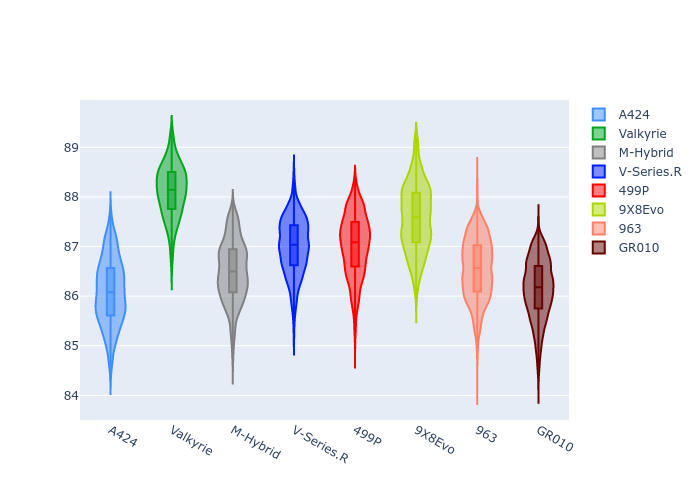 89
88
87
86
85
84
A424
Valkyrie
M-Hybrid
V-Series.R
499P
9X8Evo
963
GR010
A424
Valkyrie
M-Hybrid
V-Series.R
499P
9X8Evo
963
GR010